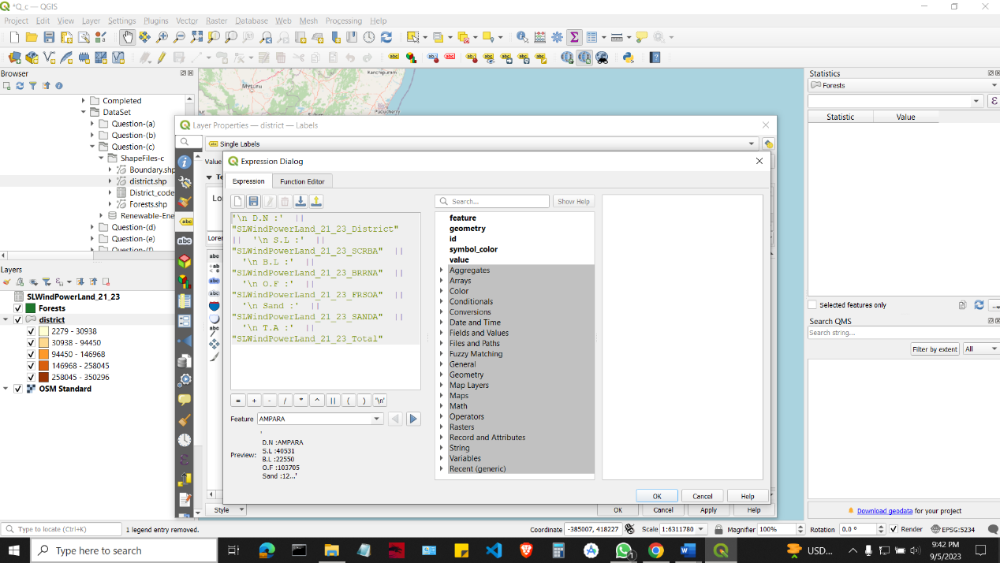 *Q_c — QGIS
Project Edit View Layer Settings Plugins Vector Raster Database Web Mesh Processing Help
Browser
Completed
DataSet
Question-(a)
Question-(b)
Question-(c)
ShapeFiles-c
Boundary.shp
district.shp
District_code
Forests.shp
Renewable-Ene
Question-(d)
Question-(e)
Question-(f)
Layers
SLWindPowerLand_21_23
Forests
district
2279 - 30938
30938 - 94450
94450 - 146968
146968 - 258045
258045 - 350296
OSM Standard
Kanchipuram
Mysuru
Puducherry
Layer Properties — district — Labels
Single Labels
Value
Expression Dialog
Expression
Function Editor
'\n D.N :' ||
"SLWindPowerLand_21_23_District"
|| '\n S.L :' ||
"SLWindPowerLand_21_23_SCRBA" ||
'\n B.L :' ||
"SLWindPowerLand_21_23_BRRNA" ||
'\n O.F :' ||
"SLWindPowerLand_21_23_FRSOA" ||
'\n Sand :' ||
"SLWindPowerLand_21_23_SANDA" ||
'\n T.A :' ||
"SLWindPowerLand_21_23_Total"
= + - / * ^ || ( ) '\n'
Feature AMPARA
Preview:
'
D.N :AMPARA
S.L :40531
B.L :22550
O.F :103705
Sand :12...'
Search...
Show Help
feature
geometry
id
symbol_color
value
Aggregates
Arrays
Color
Conditionals
Conversions
Date and Time
Fields and Values
Files and Paths
Fuzzy Matching
General
Geometry
Map Layers
Maps
Math
Operators
Rasters
Record and Attributes
String
Variables
Recent (generic)
OK Cancel Help
Style
OK Cancel Apply Help
Statistics
Forests
Statistic Value
Selected features only
Search QMS
Search string...
Filter by extent All
Download geodata for your project
Type to locate (Ctrl+K)
1 legend entry removed.
Coordinate -385007, 418227
Scale 1:6311780
Magnifier 100%
Rotation 0.0 °
Render
EPSG:5234
Type here to search
USD...
9:42 PM
9/5/2023